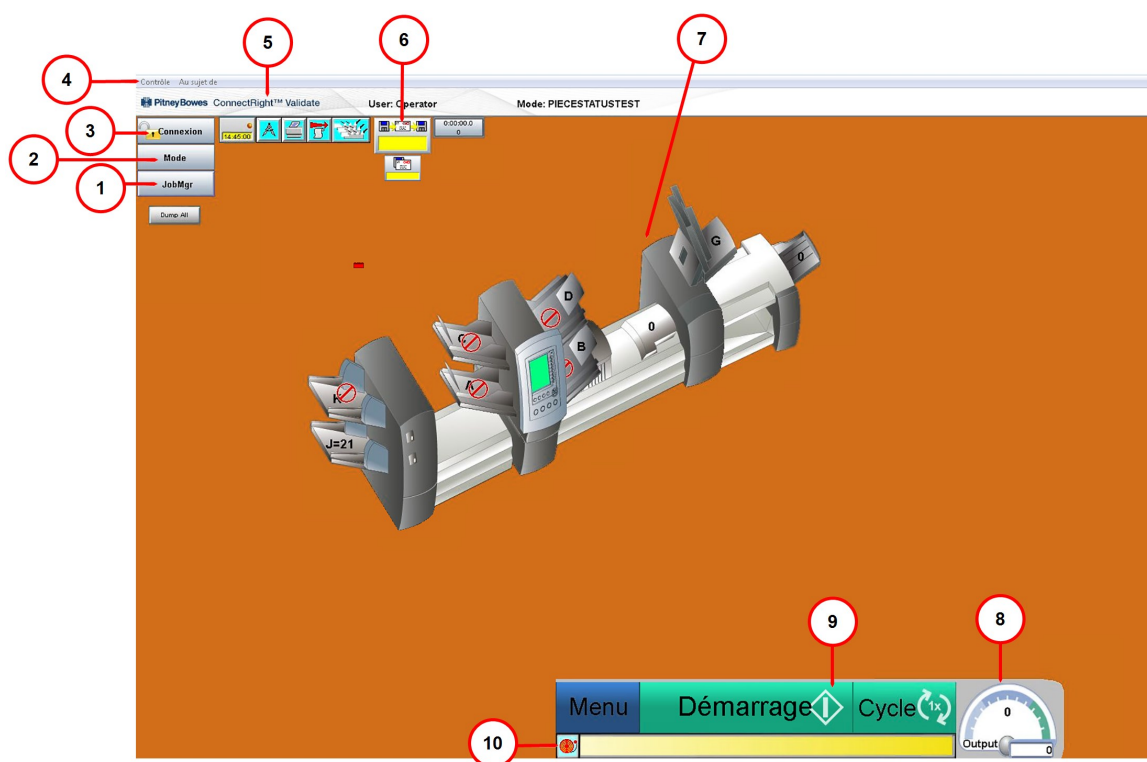 5
6
7
4
Contrôle Au sujet de
PitneyBowes ConnectRight™ Validate User: Operator Mode: PIECESTATUSTEST
3
Connexion
14:45:00
0:00:00.0
0
2
Mode
1
JobMgr
Dump All
G
0
D
0
C
B
A
K
J=21
9
8
Menu
Démarrage
Cycle
1x
0
Output
0
10